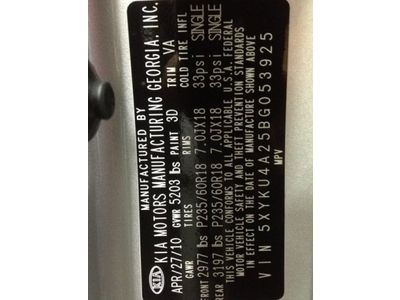 MANUFACTURED BY
KIA KIA MOTORS MANUFACTURING GEORGIA, INC.
APR/27/10 GVWR 5203 lbs PAINT 3D TRIM VA
GAWR TIRES RIMS COLD TIRE INFL
FRONT 2977 lbs P235/60R18 7.0JX18 33psi SINGLE
REAR 3197 lbs P235/60R18 7.0JX18 33psi SINGLE
THIS VEHICLE CONFORMS TO ALL APPLICABLE U.S.A FEDERAL
MOTOR VEHICLE SAFETY AND THEFT PREVENTION STANDARDS
IN EFFECT ON THE DATE OF MANUFACTURE SHOWN ABOVE
VIN 5XYKU4A25BG053925
MPV